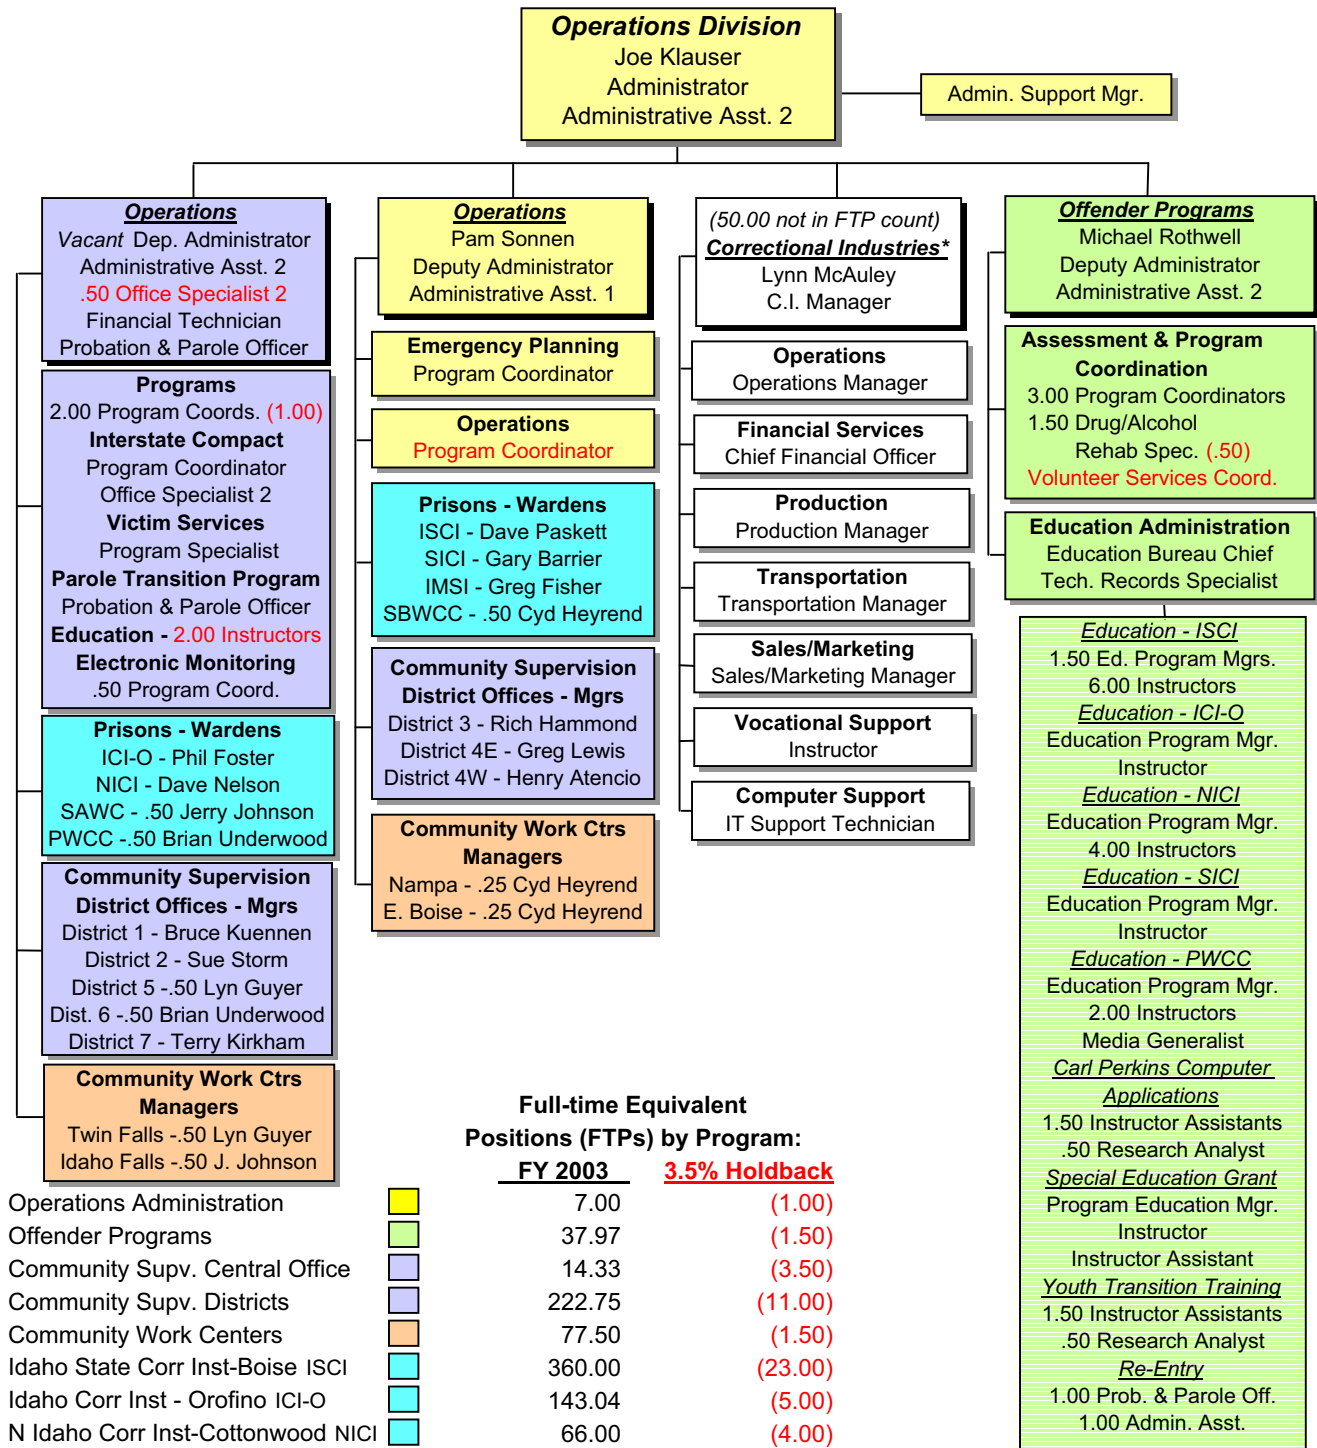 Operations Division
Joe Klauser
Administrator
Administrative Asst. 2
Admin. Support Mgr.
Operations
Vacant Dep. Administrator
Administrative Asst. 2
.50 Office Specialist 2
Financial Technician
Probation & Parole Officer
Programs
2.00 Program Coords. (1.00)
Interstate Compact
Program Coordinator
Office Specialist 2
Victim Services
Program Specialist
Parole Transition Program
Probation & Parole Officer
Education - 2.00 Instructors
Electronic Monitoring
.50 Program Coord.
Prisons - Wardens
ICI-O - Phil Foster
NICI - Dave Nelson
SAWC - .50 Jerry Johnson
PWCC -.50 Brian Underwood
Community Supervision
District Offices - Mgrs
District 1 - Bruce Kuennen
District 2 - Sue Storm
District 5 -.50 Lyn Guyer
Dist. 6 -.50 Brian Underwood
District 7 - Terry Kirkham
Community Work Ctrs
Managers
Twin Falls -.50 Lyn Guyer
Idaho Falls -.50 J. Johnson
Operations
Pam Sonnen
Deputy Administrator
Administrative Asst. 1
Emergency Planning
Program Coordinator
Operations
Program Coordinator
Prisons - Wardens
ISCI - Dave Paskett
SICI - Gary Barrier
IMSI - Greg Fisher
SBWCC - .50 Cyd Heyrend
Community Supervision
District Offices - Mgrs
District 3 - Rich Hammond
District 4E - Greg Lewis
District 4W - Henry Atencio
Community Work Ctrs
Managers
Nampa - .25 Cyd Heyrend
E. Boise - .25 Cyd Heyrend
(50.00 not in FTP count)
Correctional Industries*
Lynn McAuley
C.I. Manager
Operations
Operations Manager
Financial Services
Chief Financial Officer
Production
Production Manager
Transportation
Transportation Manager
Sales/Marketing
Sales/Marketing Manager
Vocational Support
Instructor
Computer Support
IT Support Technician
Offender Programs
Michael Rothwell
Deputy Administrator
Administrative Asst. 2
Assessment & Program
Coordination
3.00 Program Coordinators
1.50 Drug/Alcohol
Rehab Spec. (.50)
Volunteer Services Coord.
Education Administration
Education Bureau Chief
Tech. Records Specialist
Education - ISCI
1.50 Ed. Program Mgrs.
6.00 Instructors
Education - ICI-O
Education Program Mgr.
Instructor
Education - NICI
Education Program Mgr.
4.00 Instructors
Education - SICI
Education Program Mgr.
Instructor
Education - PWCC
Education Program Mgr.
2.00 Instructors
Media Generalist
Carl Perkins Computer
Applications
1.50 Instructor Assistants
.50 Research Analyst
Special Education Grant
Program Education Mgr.
Instructor
Instructor Assistant
Youth Transition Training
1.50 Instructor Assistants
.50 Research Analyst
Re-Entry
1.00 Prob. & Parole Off.
1.00 Admin. Asst.
Full-time Equivalent
Positions (FTPs) by Program:
FY 2003 3.5% Holdback
Operations Administration 7.00 (1.00)
Offender Programs 37.97 (1.50)
Community Supv. Central Office 14.33 (3.50)
Community Supv. Districts 222.75 (11.00)
Community Work Centers 77.50 (1.50)
Idaho State Corr Inst-Boise ISCI 360.00 (23.00)
Idaho Corr Inst - Orofino ICI-O 143.04 (5.00)
N Idaho Corr Inst-Cottonwood NICI 66.00 (4.00)